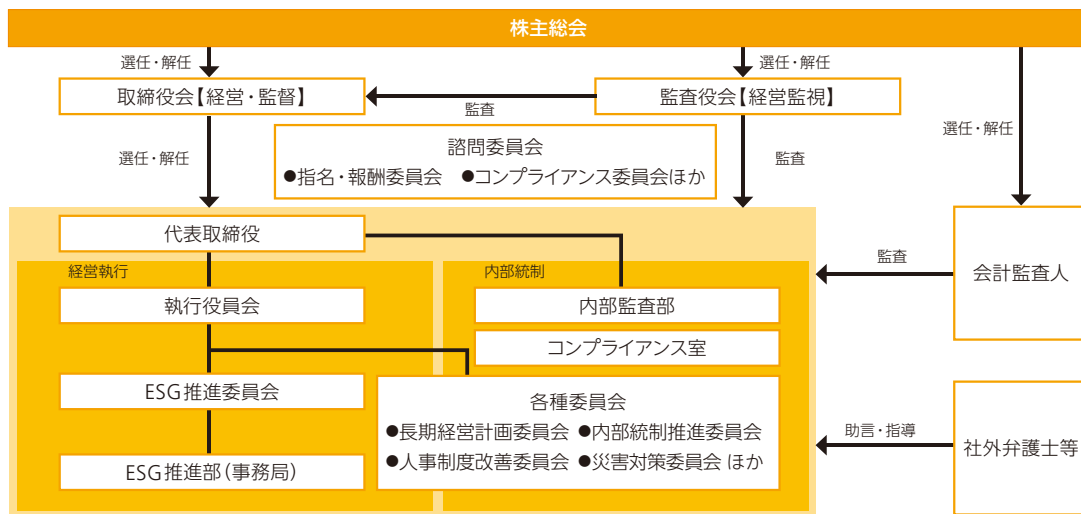 株主総会
選任・解任
選任・解任
取締役会【経営・監督】
監査
監査役会【経営監視】
選任・解任
諮問委員会
●指名・報酬委員会 ●コンプライアンス委員会ほか
選任・解任
監査
代表取締役
経営執行
内部統制
監査
会計監査人
執行役員会
内部監査部
コンプライアンス室
ESG推進委員会
各種委員会
●長期経営計画委員会 ●内部統制推進委員会
●人事制度改善委員会 ●災害対策委員会 ほか
ESG推進部(事務局)
助言・指導
社外弁護士等